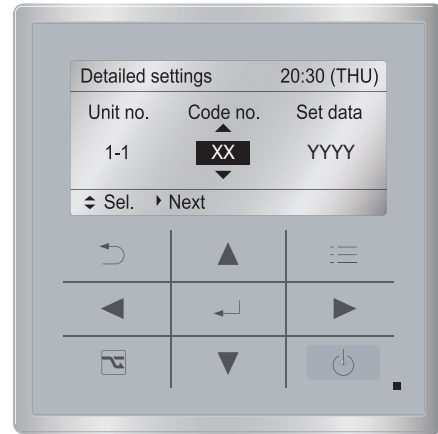 Detailed settings 20:30 (THU)
Unit no. Code no. Set data
1-1 XX YYYY
Sel. Next